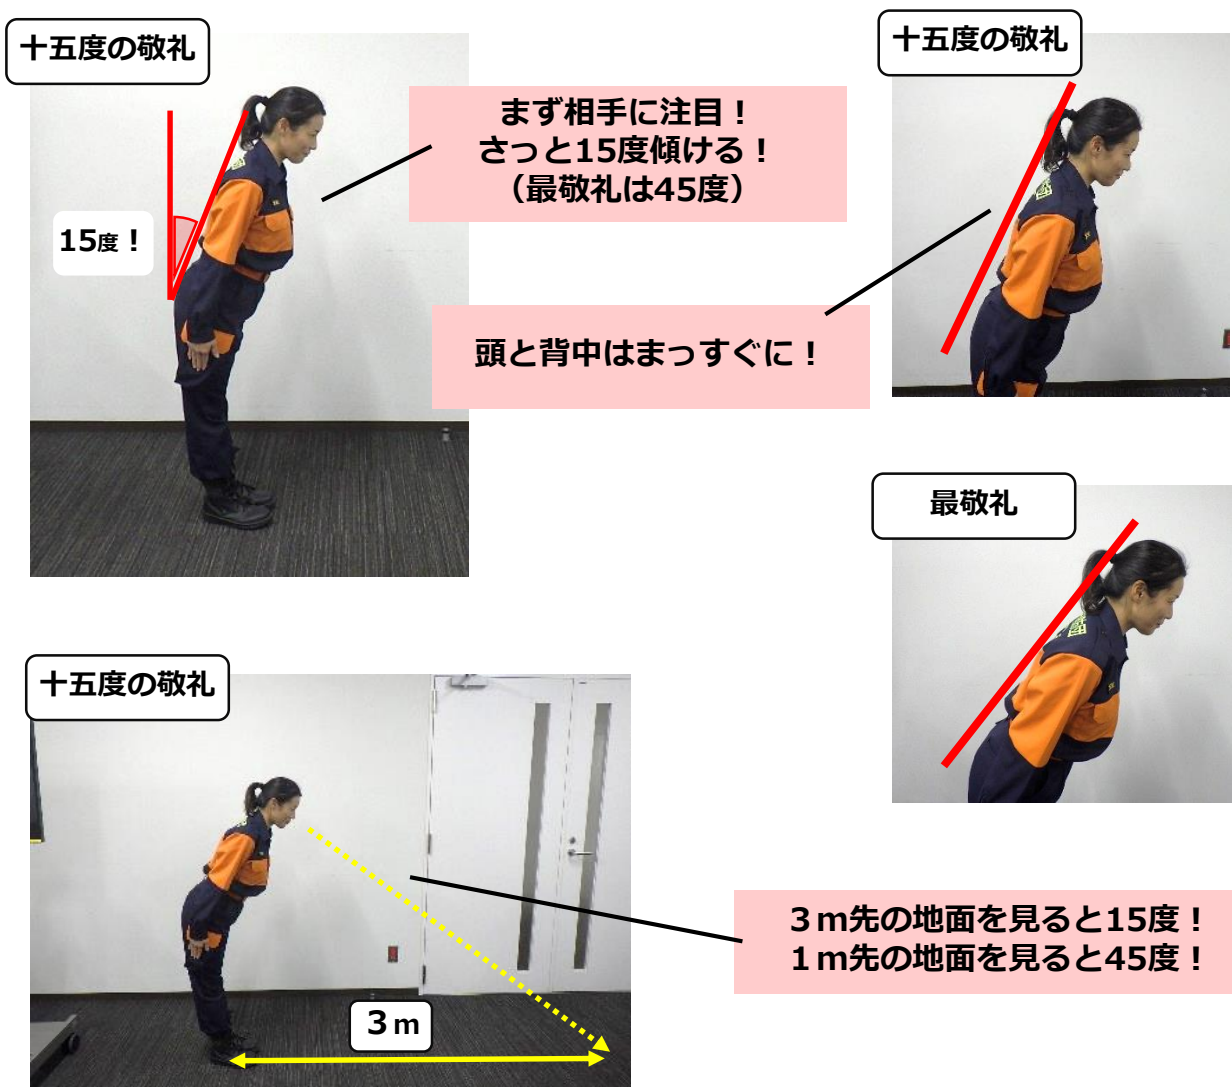 十五度の敬礼
まず相手に注目！
さっと15度傾ける！
（最敬礼は45度）
15度！
十五度の敬礼
頭と背中はまっすぐに！
最敬礼
十五度の敬礼
３ｍ先の地面を見ると15度！
１ｍ先の地面を見ると45度！
３ｍ